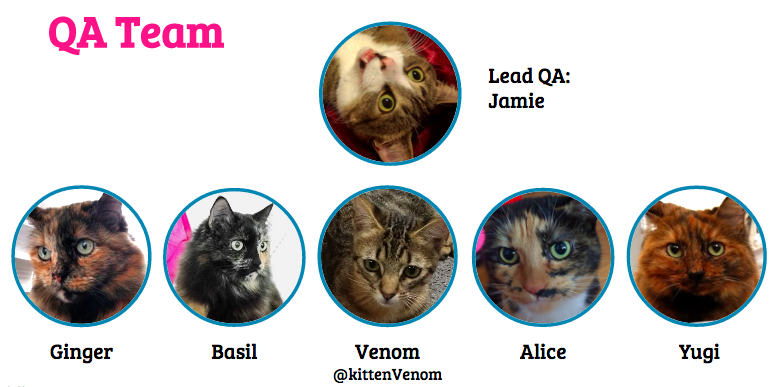 QA Team
Lead QA:
Jamie
Ginger
Basil
Venom
Alice
Yugi
@kittenVenom